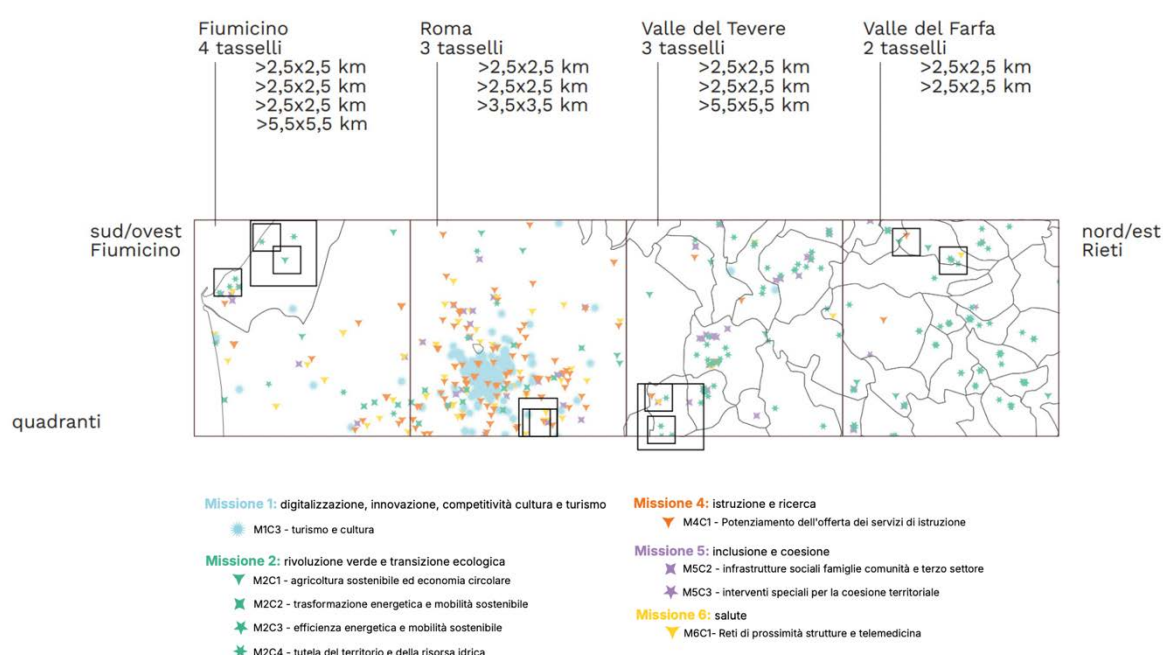 Fiumicino
4 tasselli
>2,5x2,5 km
>2,5x2,5 km
>2,5x2,5 km
>5,5x5,5 km
Roma
3 tasselli
>2,5x2,5 km
>2,5x2,5 km
>3,5x3,5 km
Valle del Tevere
3 tasselli
>2,5x2,5 km
>2,5x2,5 km
>5,5x5,5 km
Valle del Farfa
2 tasselli
>2,5x2,5 km
>2,5x2,5 km
sud/ovest
Fiumicino
nord/est
Rieti
quadranti
Missione 1: digitalizzazione, innovazione, competitività cultura e turismo
M1C3 - turismo e cultura
Missione 2: rivoluzione verde e transizione ecologica
M2C1 - agricoltura sostenibile ed economia circolare
M2C2 - trasformazione energetica e mobilità sostenibile
M2C3 - efficienza energetica e mobilità sostenibile
M2C4 - tutela del territorio e della risorsa idrica
Missione 4: istruzione e ricerca
M4C1 - Potenziamento dell'offerta dei servizi di istruzione
Missione 5: inclusione e coesione
M5C2 - infrastrutture sociali famiglie comunità e terzo settore
M5C3 - interventi speciali per la coesione territoriale
Missione 6: salute
M6C1- Reti di prossimità strutture e telemedicina